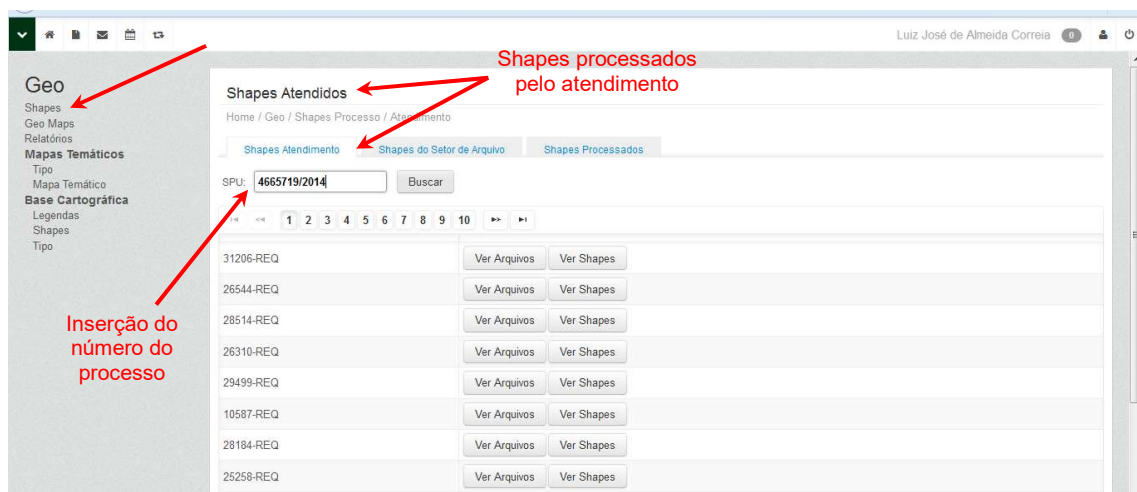 Luiz José de Almeida Correia 0
Geo
Shapes
Geo Maps
Relatórios
Mapas Temáticos
Tipo
Mapa Temático
Base Cartográfica
Legendas
Shapes
Tipo
Shapes processados
pelo atendimento
Shapes Atendidos
Home / Geo / Shapes Processo / Atendimento
Shapes Atendimento Shapes do Setor de Arquivo Shapes Processados
SPU: 4665719/2014 Buscar
1 2 3 4 5 6 7 8 9 10
31206-REQ Ver Arquivos Ver Shapes
26544-REQ Ver Arquivos Ver Shapes
28514-REQ Ver Arquivos Ver Shapes
26310-REQ Ver Arquivos Ver Shapes
29499-REQ Ver Arquivos Ver Shapes
10587-REQ Ver Arquivos Ver Shapes
28184-REQ Ver Arquivos Ver Shapes
25258-REQ Ver Arquivos Ver Shapes
Inserção do
número do
processo